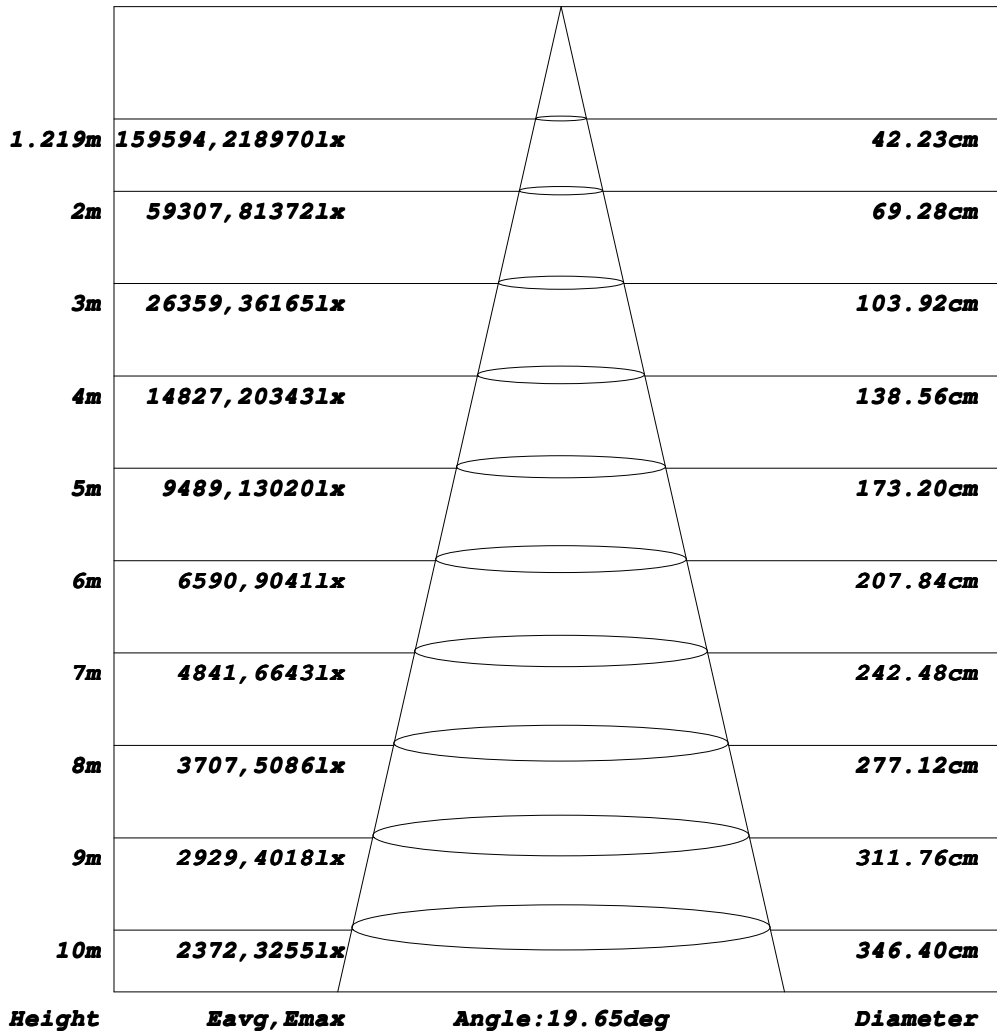 1.219m 159594,218970lx 42.23cm
2m 59307,81372lx 69.28cm
3m 26359,36165lx 103.92cm
4m 14827,20343lx 138.56cm
5m 9489,13020lx 173.20cm
6m 6590,9041lx 207.84cm
7m 4841,6643lx 242.48cm
8m 3707,5086lx 277.12cm
9m 2929,4018lx 311.76cm
10m 2372,3255lx 346.40cm
Height Eavg,Emax Angle:19.65deg Diameter